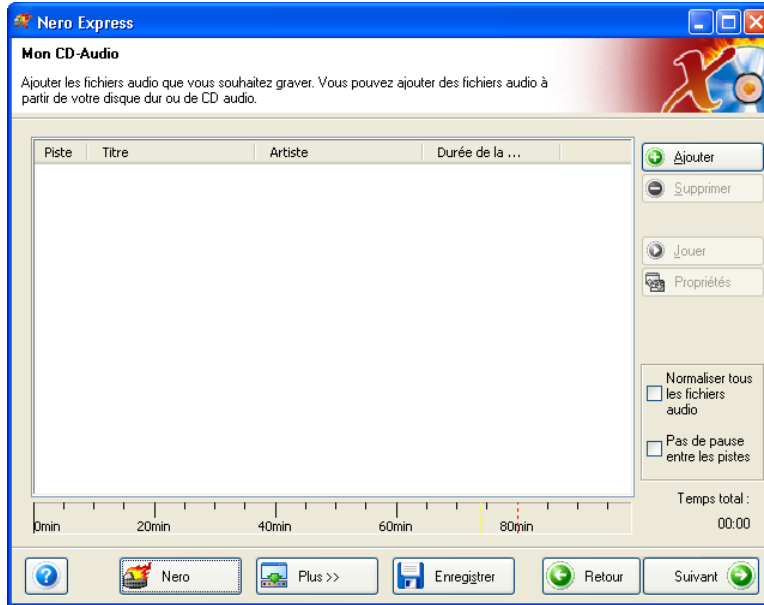 Nero Express
Mon CD-Audio
Ajouter les fichiers audio que vous souhaitez graver. Vous pouvez ajouter des fichiers audio à
partir de votre disque dur ou de CD audio.
Piste Titre Artiste Durée de la ...
Ajouter
Supprimer
Jouer
Propriétés
Normaliser tous
les fichiers
audio
Pas de pause
entre les pistes
Temps total :
00:00
0min 20min 40min 60min 80min
Nero Plus >> Enregistrer Retour Suivant